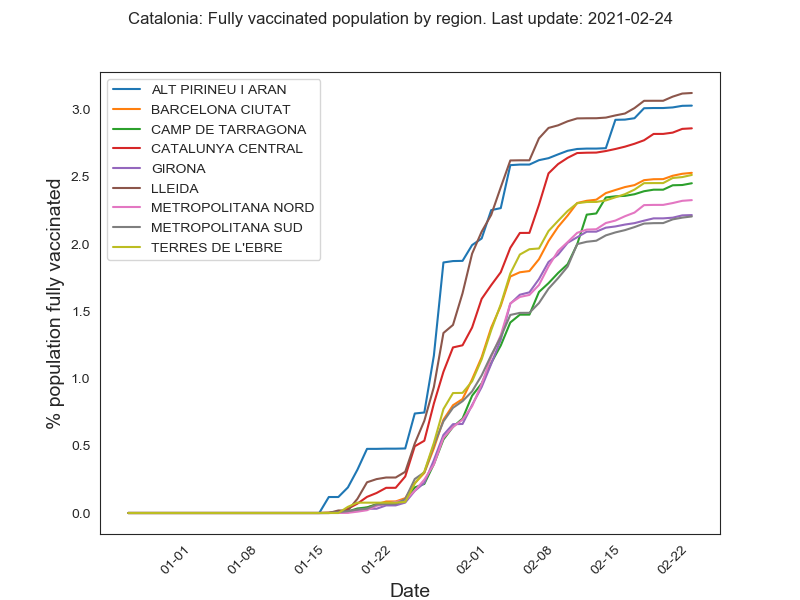 Catalonia: Fully vaccinated population by region. Last update: 2021-02-24
% population fully vaccinated
3.0
2.5
2.0
1.5
1.0
0.5
0.0
ALT PIRINEU I ARAN
BARCELONA CIUTAT
CAMP DE TARRAGONA
CATALUNYA CENTRAL
GIRONA
LLEIDA
METROPOLITANA NORD
METROPOLITANA SUD
TERRES DE L'EBRE
01-01
01-08
01-15
01-22
02-01
02-08
02-15
02-22
Date